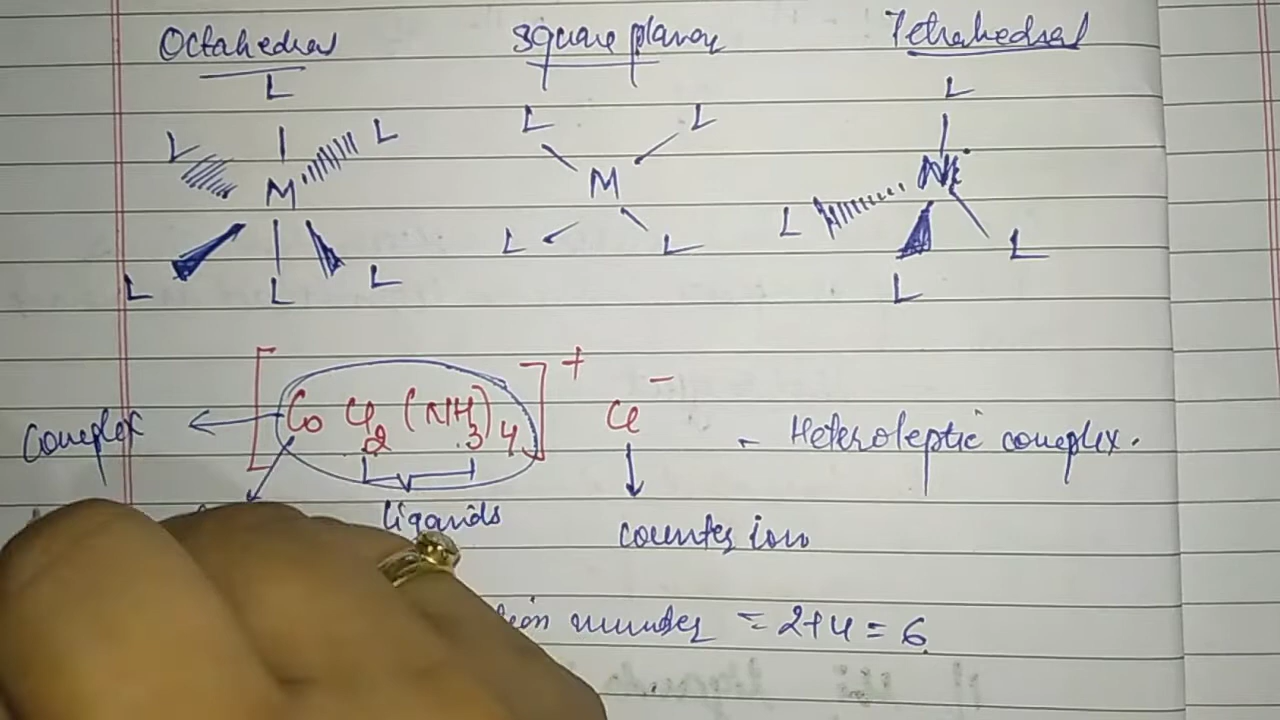 Octahedral square planar Tetrahedral
L
L L L L L
M M
L L
L L L L L L
[Co Cl2 (NH3)4]+ Cl-
Complex - Heteroleptic complex.
ligands
counter ion
number = 2+4 = 6